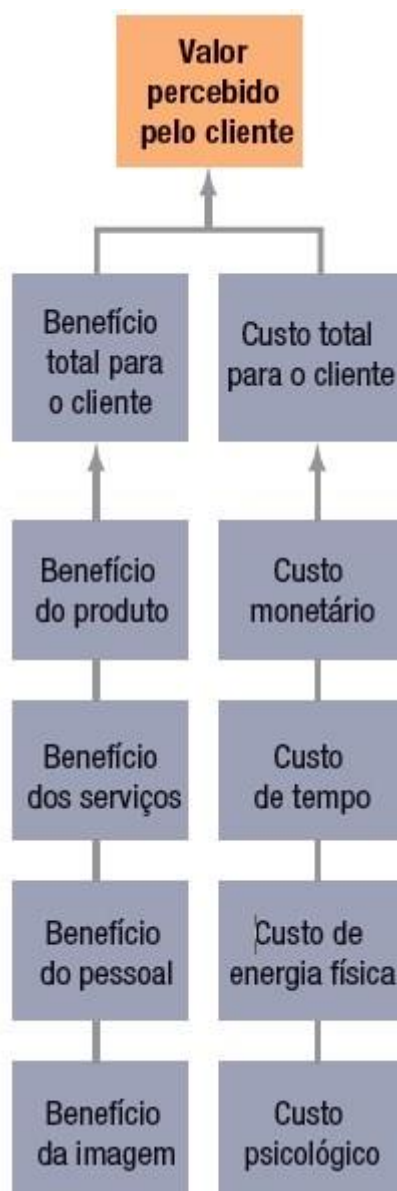 Valor
percebido
pelo cliente
Benefício
total para
o cliente
Custo total
para o cliente
Benefício
do produto
Custo
monetário
Benefício
dos serviços
Custo
de tempo
Benefício
do pessoal
Custo de
energia física
Benefício
da imagem
Custo
psicológico